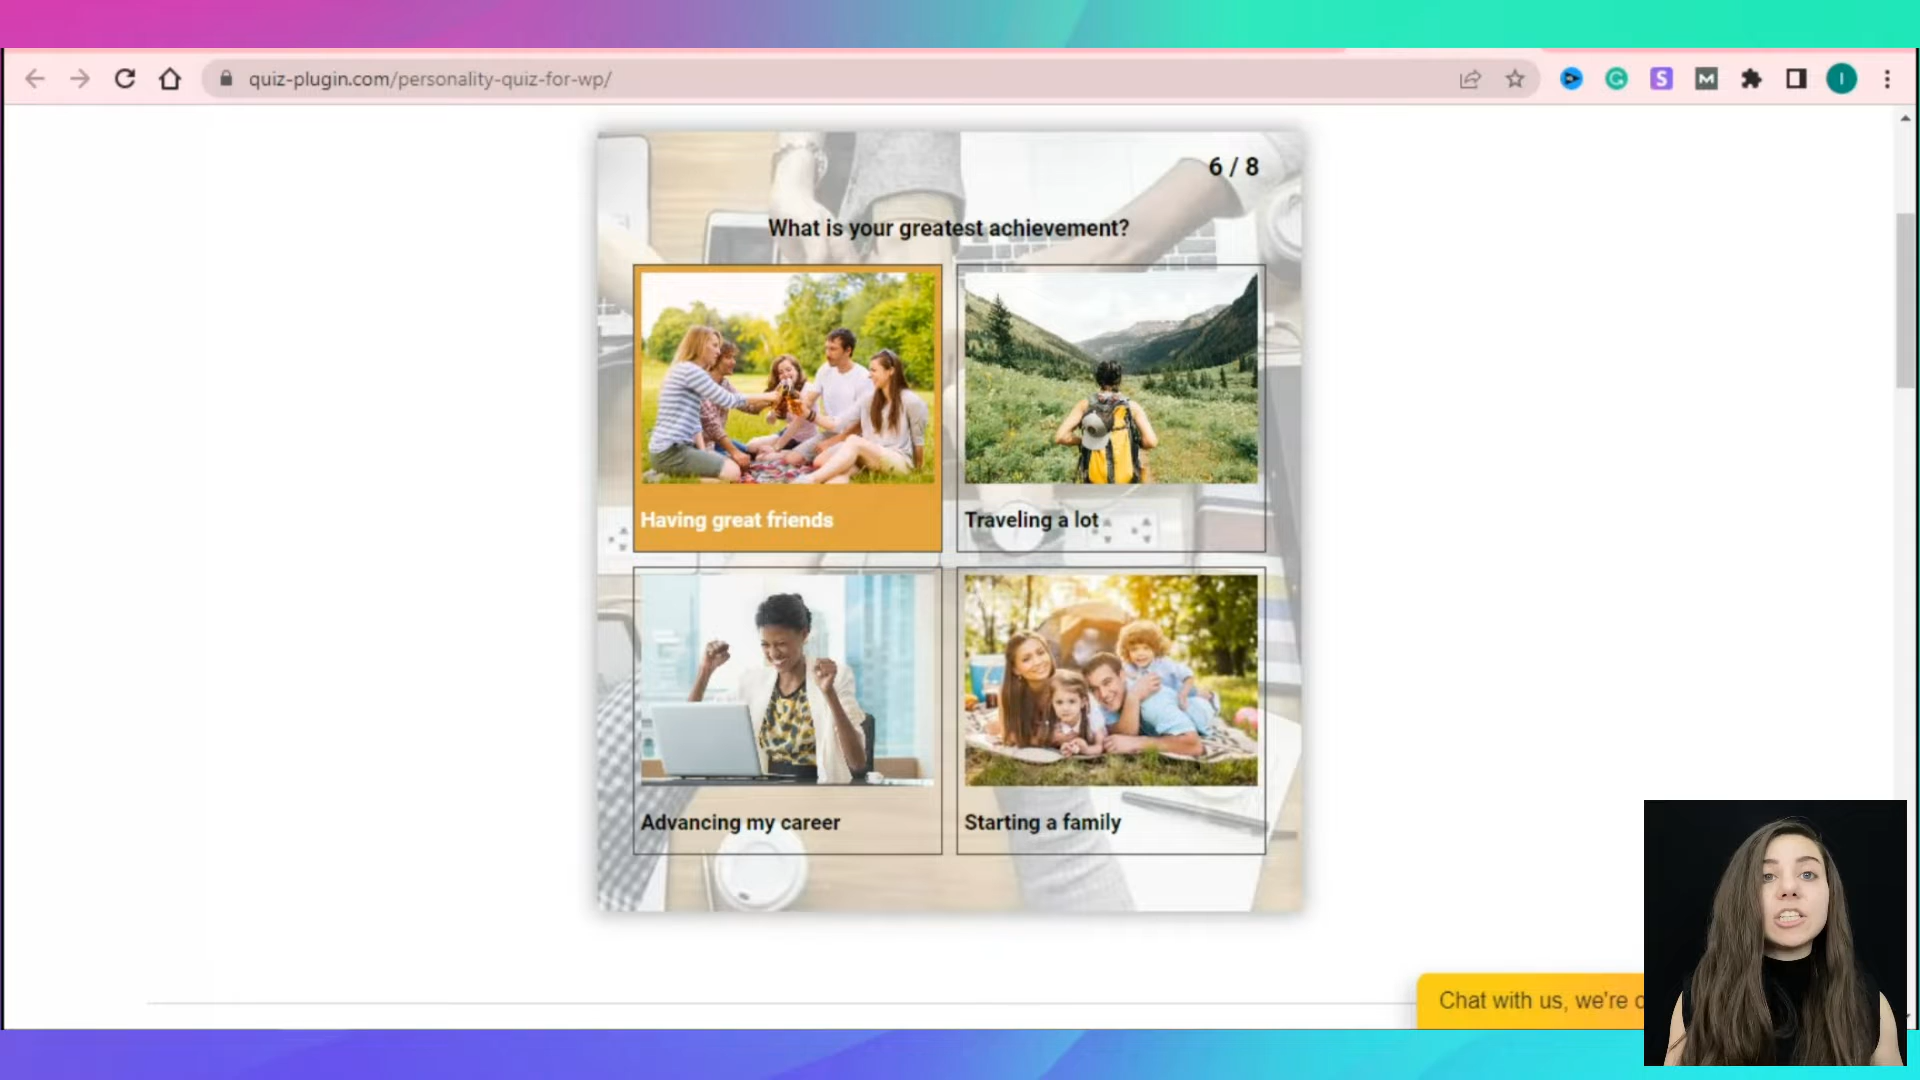 quiz-plugin.com/personality-quiz-for-wp/
6 / 8
What is your greatest achievement?
Having great friends
Traveling a lot
Advancing my career
Starting a family
Chat with us, we're